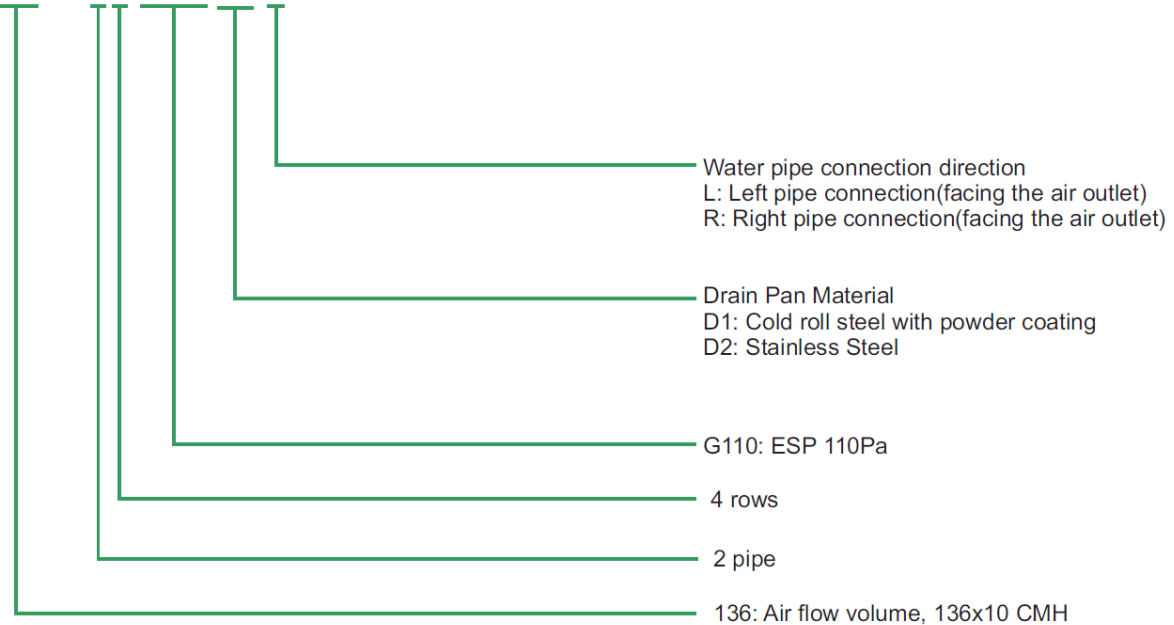 Water pipe connection direction
L: Left pipe connection(facing the air outlet)
R: Right pipe connection(facing the air outlet)
Drain Pan Material
D1: Cold roll steel with powder coating
D2: Stainless Steel
G110: ESP 110Pa
4 rows
2 pipe
136: Air flow volume, 136x10 CMH